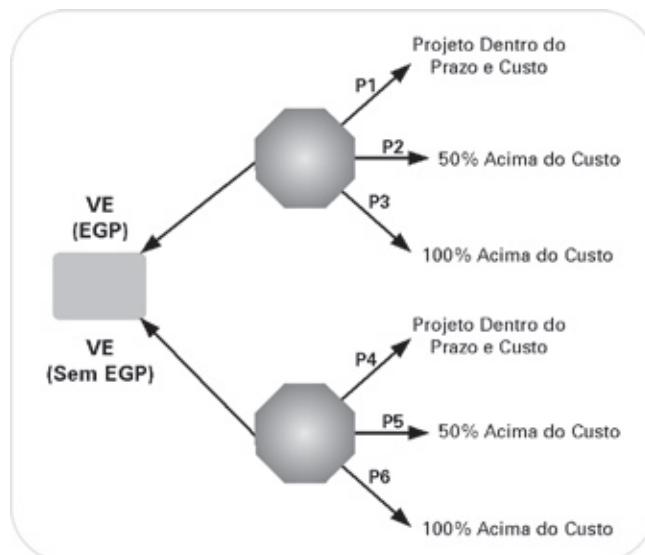 Projeto Dentro do
Prazo e Custo
P1
P2
50% Acima do Custo
P3
100% Acima do Custo
VE
(EGP)
VE
(Sem EGP)
Projeto Dentro do
Prazo e Custo
P4
P5
50% Acima do Custo
P6
100% Acima do Custo